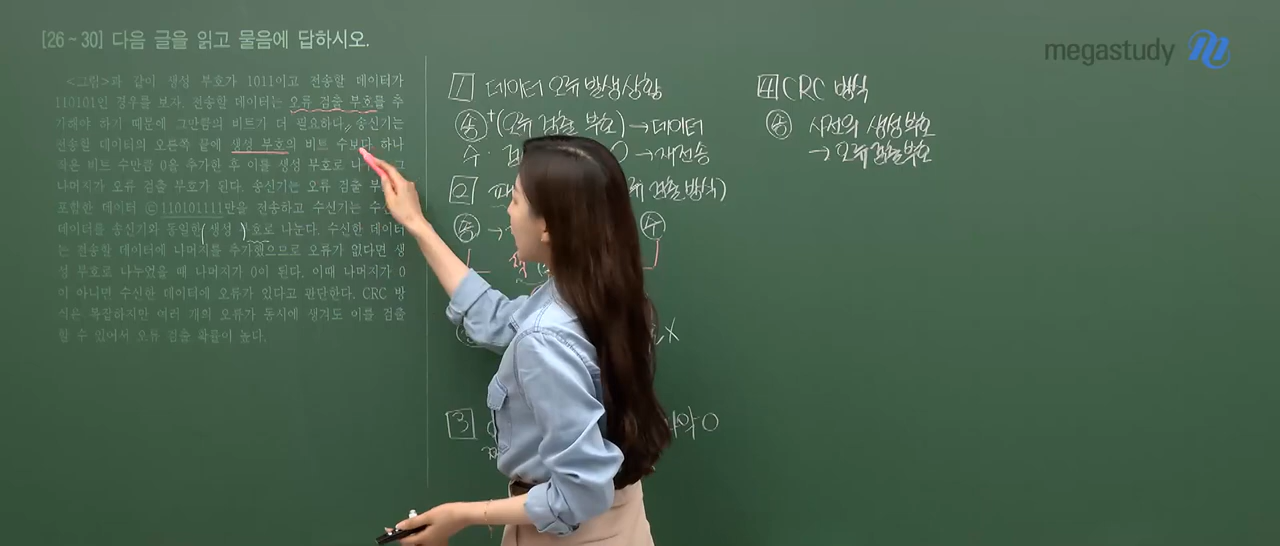 [26 ~ 30] 다음 글을 읽고 물음에 답하시오.
megastudy
<그림>과 같이 생성 부호가 1011이고 전송할 데이터가
110101인 경우를 보자. 전송할 데이터는 오류 검출 부호를 추
가해야 하기 때문에 그만큼의 비트가 더 필요하다. 송신기는
전송할 데이터의 오른쪽 끝에 생성 부호의 비트 수보다 하나
작은 비트 수만큼 0을 추가한 후 이를 생성 부호로 나
나머지가 오류 검출 부호가 된다. 송신기는 오류 검출
포함한 데이터 ㉢110101111만을 전송하고 수신기는 수신
데이터를 송신기와 동일한 (생성 )부호로 나눈다. 수신한 데이터
는 전송할 데이터에 나머지를 추가했으므로 오류가 없다면 생
성 부호로 나누었을 때 나머지가 0이 된다. 이때 나머지가 0
이 아니면 수신한 데이터에 오류가 있다고 판단한다. CRC 방
식은 복잡하지만 여러 개의 오류가 동시에 생겨도 이를 검출
할 수 있어서 오류 검출 확률이 높다.
1 데이터 오류 발생 상황
송 +(오류 검출 부호) → 데이터
수 · 검 O → 재전송
2 검출 방식)
송 → 수
X
3 O
4 CRC 방식
송 사전의 생성부호
→ 오류 검출부호